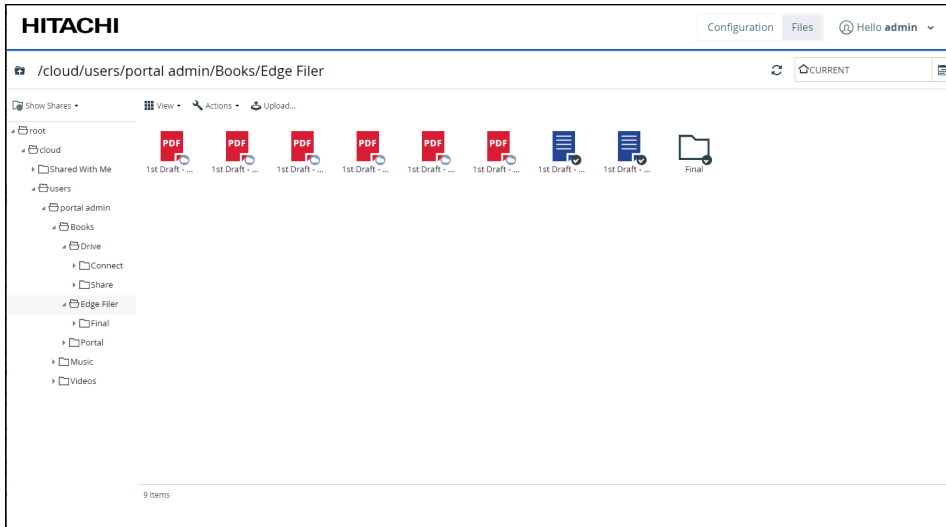 HITACHI
Configuration Files Hello admin
/cloud/users/portal admin/Books/Edge Filer
CURRENT
Show Shares
View Actions Upload...
root
cloud
Shared With Me
users
portal admin
Books
Drive
Connect
Share
Edge Filer
Final
Portal
Music
Videos
PDF PDF PDF PDF PDF PDF
1st Draft - ... 1st Draft - ... 1st Draft - ... 1st Draft - ... 1st Draft - ... 1st Draft - ... 1st Draft - ... 1st Draft - ... Final
9 Items